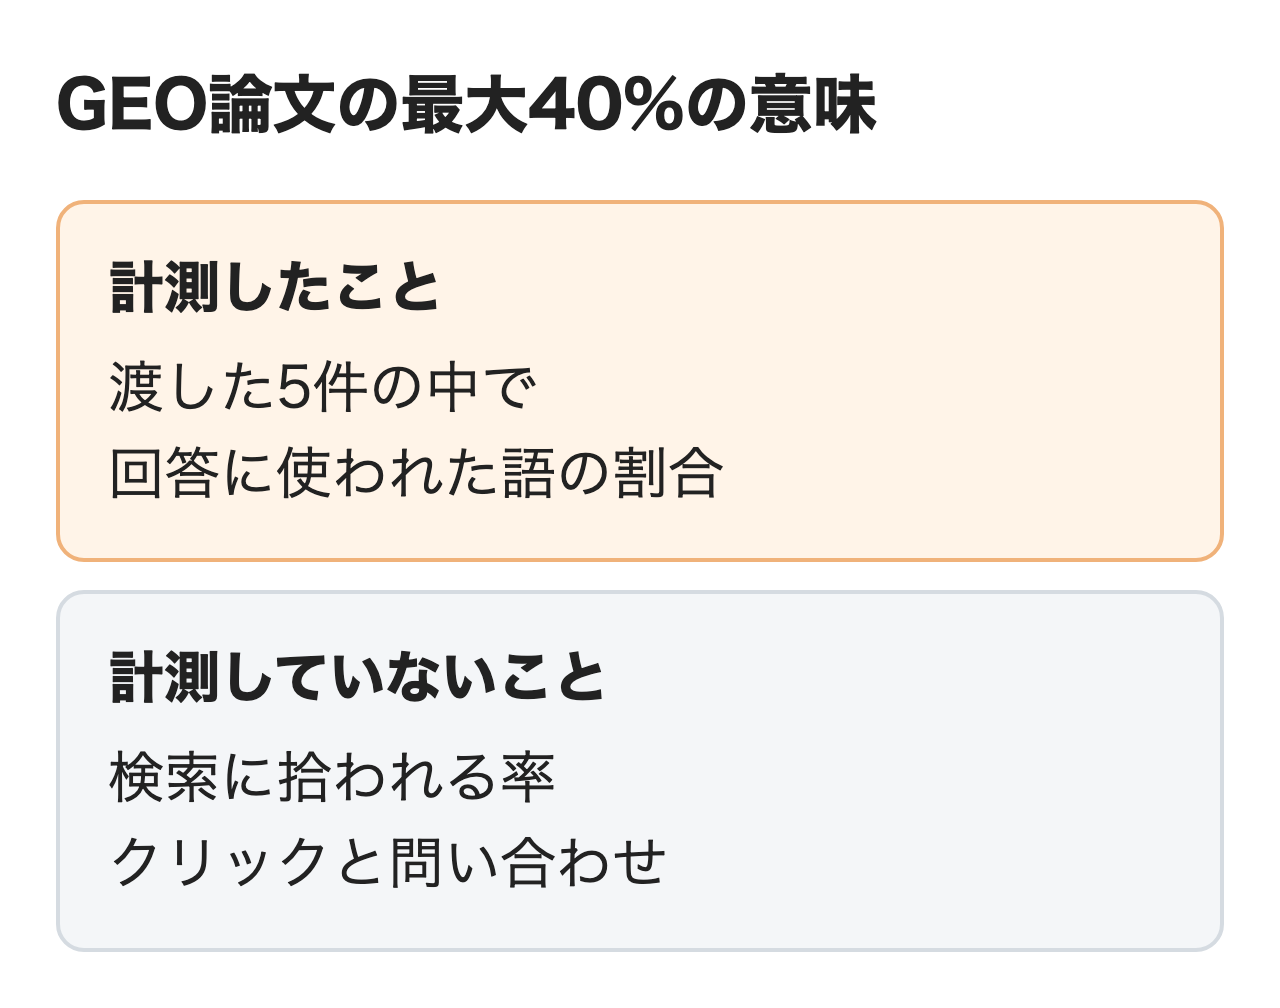 GEO論文の最大40%の意味
計測したこと
渡した5件の中で
回答に使われた語の割合
計測していないこと
検索に拾われる率
クリックと問い合わせ